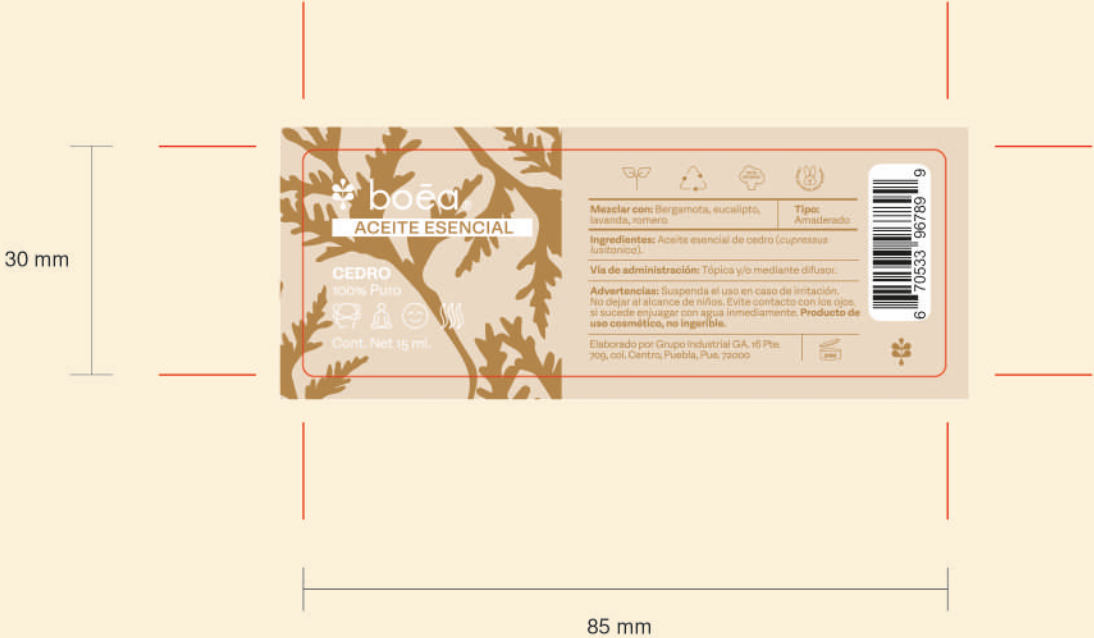 30 mm
boēa
ACEITE ESENCIAL
CEDRO
100% Puro
Cont. Net 15 ml.
Mezclar con: Bergamota, eucalipto,
lavanda, romero.
Tipo:
Amaderado
Ingredientes: Aceite esencial de cedro (cupressus
lusitanica).
Vía de administración: Tópica y/o mediante difusor.
Advertencias: Suspenda el uso en caso de irritación.
No dejar al alcance de niños. Evite contacto con los ojos,
si sucede enjuagar con agua inmediamente. Producto de
uso cosmético, no ingerible.
Elaborado por Grupo Industrial GA. 16 Pte.
709, col. Centro, Puebla, Pue. 72000
6 70533 96789 9
85 mm